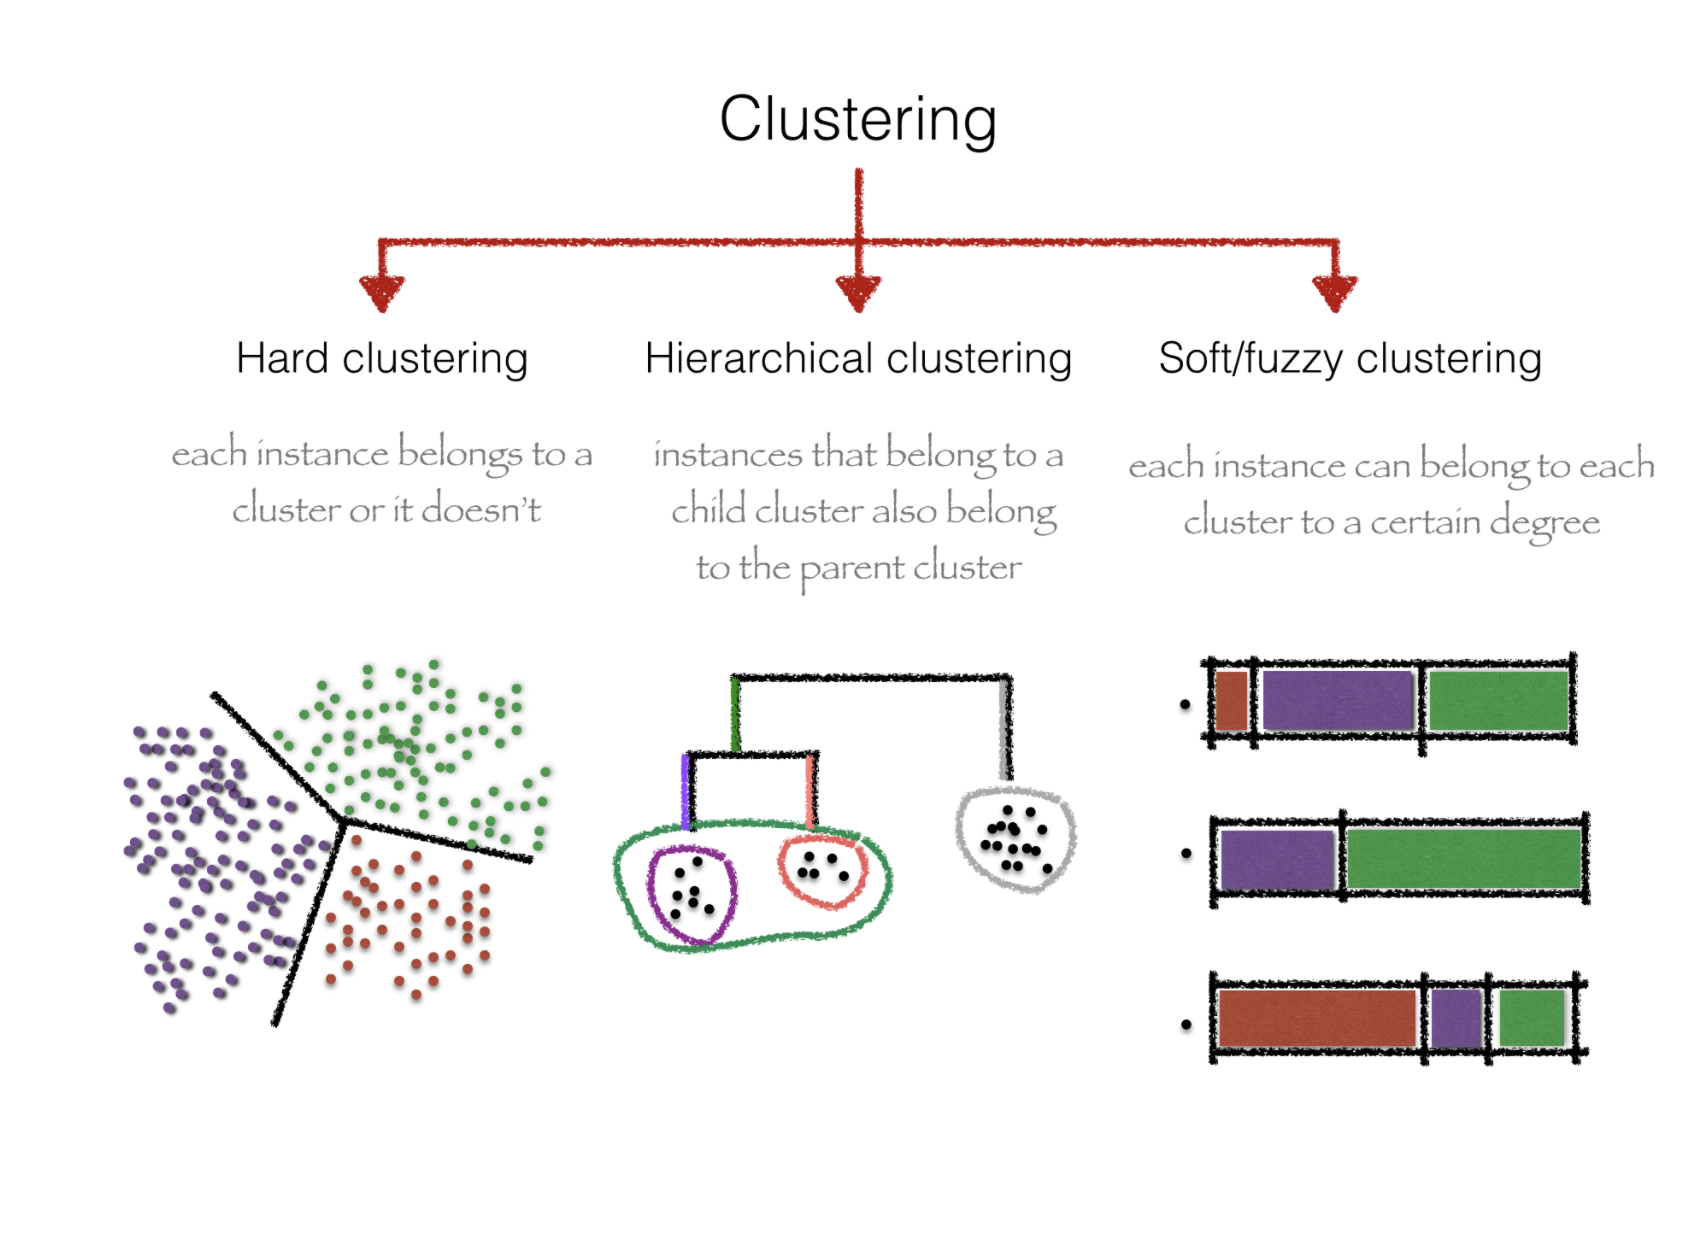 Clustering
Hard clustering
each instance belongs to a
cluster or it doesn't
Hierarchical clustering
instances that belong to a
child cluster also belong
to the parent cluster
Soft/fuzzy clustering
each instance can belong to each
cluster to a certain degree